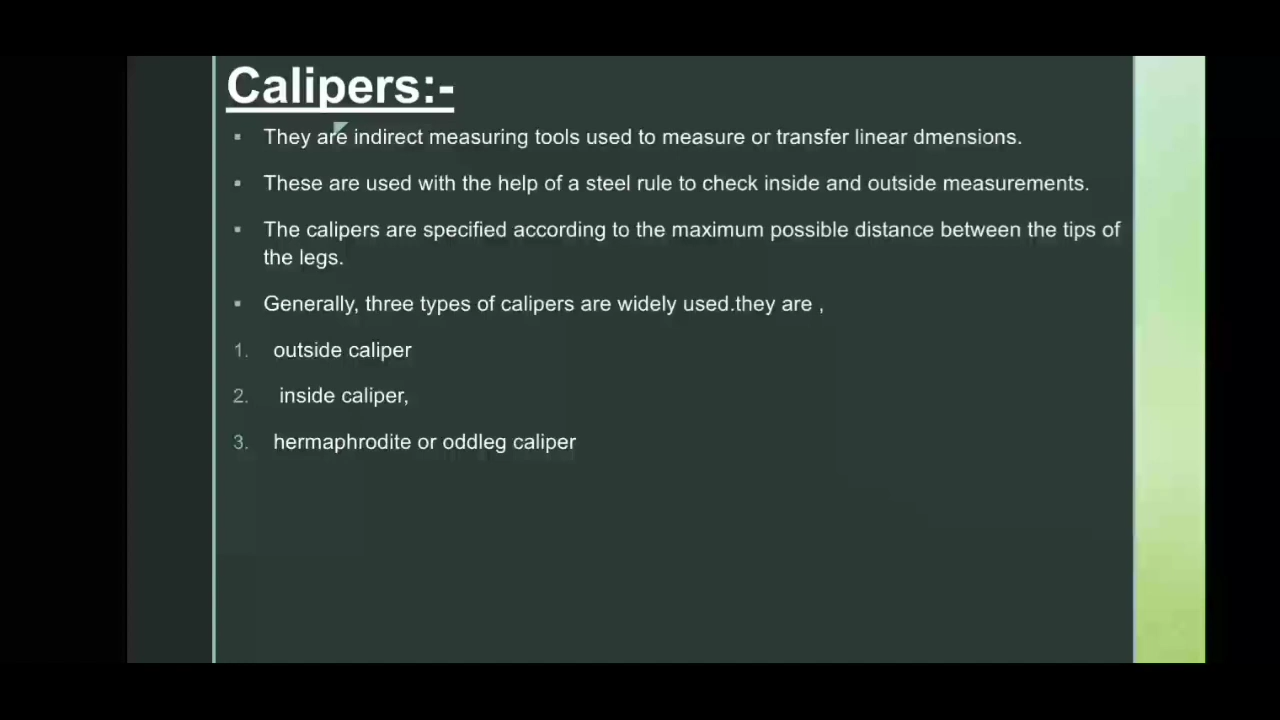 Calipers:-
▪ They are indirect measuring tools used to measure or transfer linear dmensions.
▪ These are used with the help of a steel rule to check inside and outside measurements.
▪ The calipers are specified according to the maximum possible distance between the tips of
the legs.
▪ Generally, three types of calipers are widely used.they are ,
1. outside caliper
2. inside caliper,
3. hermaphrodite or oddleg caliper